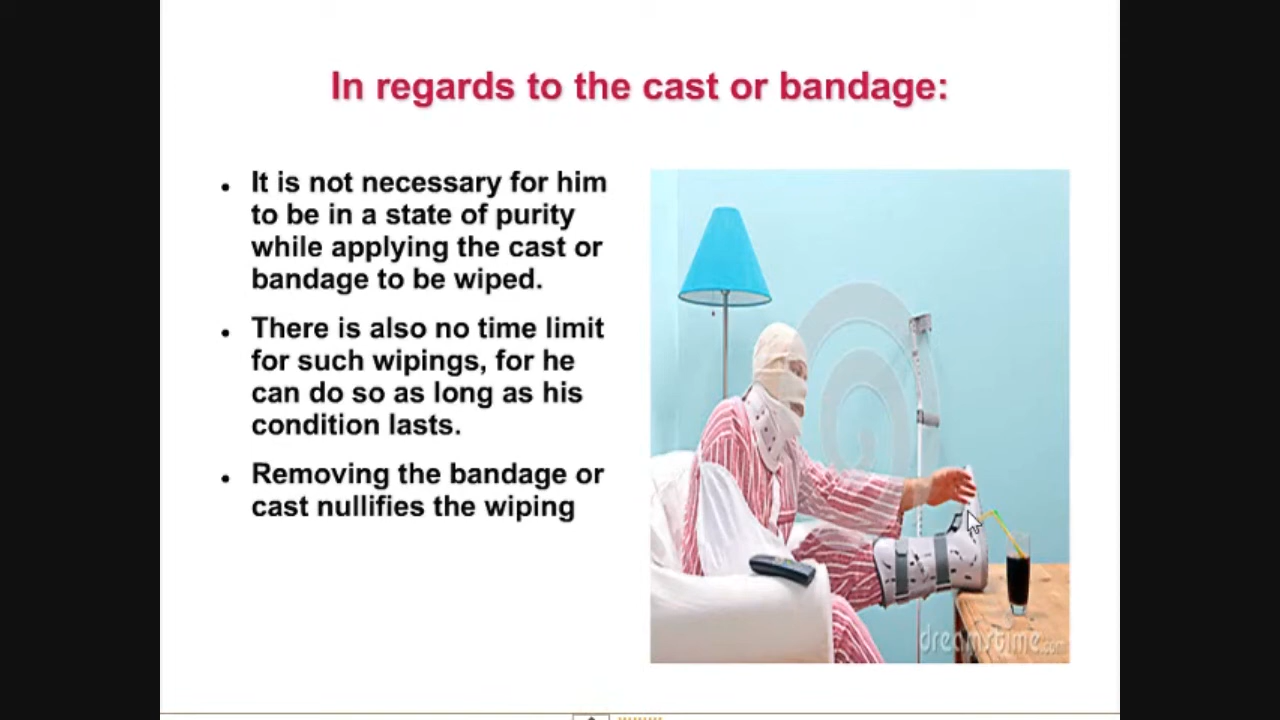 In regards to the cast or bandage:
• It is not necessary for him
to be in a state of purity
while applying the cast or
bandage to be wiped.
• There is also no time limit
for such wipings, for he
can do so as long as his
condition lasts.
• Removing the bandage or
cast nullifies the wiping
dreamstime.com